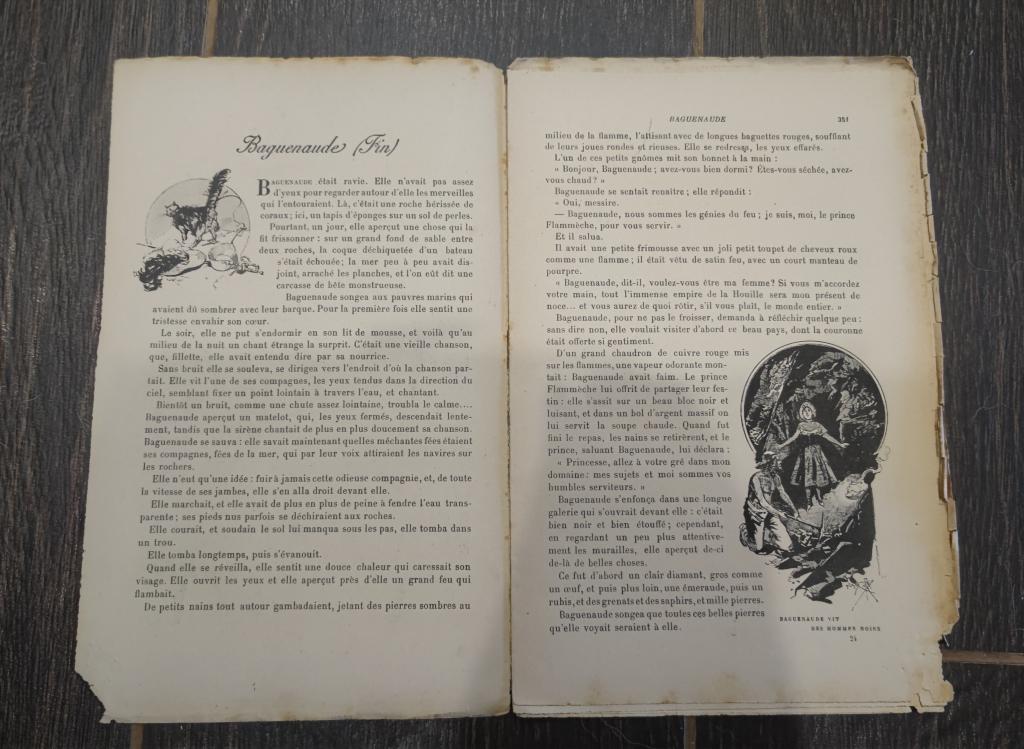 Baguenaude (Fin)
BAGUENAUDE était ravie. Elle n'avait pas assez
d'yeux pour regarder autour d'elle les merveilles
qui l'entouraient. Là, c'était une roche hérissée de
coraux; ici, un tapis d'éponges sur un sol de perles.
Pourtant, un jour, elle aperçut une chose qui la
fit frissonner : sur un grand fond de sable entre
deux roches, la coque déchiquetée d'un bateau
s'était échouée; la mer peu à peu avait dis-
joint, arraché les planches, et l'on eût dit une
carcasse de bête monstrueuse.
Baguenaude songea aux pauvres marins qui
avaient dû sombrer avec leur barque. Pour la première fois elle sentit une
tristesse envahir son cœur.
Le soir, elle ne put s'endormir en son lit de mousse, et voilà qu'au
milieu de la nuit un chant étrange la surprit. C'était une vieille chanson,
que, fillette, elle avait entendu dire par sa nourrice.
Sans bruit elle se souleva, se dirigea vers l'endroit d'où la chanson par-
tait. Elle vit l'une de ses compagnes, les yeux tendus dans la direction du
ciel, semblant fixer un point lointain à travers l'eau, et chantant.
Bientôt un bruit, comme une chute assez lointaine, troubla le calme....
Baguenaude aperçut un matelot, qui, les yeux fermés, descendait lente-
ment, tandis que la sirène chantait de plus en plus doucement sa chanson.
Baguenaude se sauva : elle savait maintenant quelles méchantes fées étaient
ses compagnes, fées de la mer, qui par leur voix attiraient les navires sur
les rochers.
Elle n'eut qu'une idée : fuir à jamais cette odieuse compagnie, et, de toute
la vitesse de ses jambes, elle s'en alla droit devant elle.
Elle marchait, et elle avait de plus en plus de peine à fendre l'eau trans-
parente; ses pieds nus parfois se déchiraient aux roches.
Elle courait, et soudain le sol lui manqua sous les pas, elle tomba dans
un trou.
Elle tomba longtemps, puis s'évanouit.
Quand elle se réveilla, elle sentit une douce chaleur qui caressait son
visage. Elle ouvrit les yeux et elle aperçut près d'elle un grand feu qui
flambait.
De petits nains tout autour gambadaient, jetant des pierres sombres au
BAGUENAUDE 351
milieu de la flamme, l'attisant avec de longues baguettes rouges, soufflant
de leurs joues rondes et rieuses. Elle se redressa, les yeux effarés.
L'un de ces petits gnômes mit son bonnet à la main :
« Bonjour, Baguenaude; avez-vous bien dormi? Êtes-vous séchée, avez-
vous chaud? »
Baguenaude se sentait renaître; elle répondit :
« Oui, messire.
— Baguenaude, nous sommes les génies du feu; je suis, moi, le prince
Flammèche, pour vous servir. »
Et il salua.
Il avait une petite frimousse avec un joli petit toupet de cheveux roux
comme une flamme; il était vêtu de satin feu, avec un court manteau de
pourpre.
« Baguenaude, dit-il, voulez-vous être ma femme? Si vous m'accordez
votre main, tout l'immense empire de la Houille sera mon présent de
noce... et vous aurez de quoi rôtir, s'il vous plaît, le monde entier. »
Baguenaude, pour ne pas le froisser, demanda à réfléchir quelque peu :
sans dire non, elle voulait visiter d'abord ce beau pays, dont la couronne
était offerte si gentiment.
D'un grand chaudron de cuivre rouge mis
sur les flammes, une vapeur odorante mon-
tait : Baguenaude avait faim. Le prince
Flammèche lui offrit de partager leur fes-
tin : elle s'assit sur un beau bloc noir et
luisant, et dans un bol d'argent massif on
lui servit la soupe chaude. Quand fut
fini le repas, les nains se retirèrent, et le
prince, saluant Baguenaude, lui déclara :
« Princesse, allez à votre gré dans mon
domaine: mes sujets et moi sommes vos
humbles serviteurs. »
Baguenaude s'enfonça dans une longue
galerie qui s'ouvrait devant elle : c'était
bien noir et bien étouffé; cependant,
en regardant un peu plus attentive-
ment les murailles, elle aperçut de-ci
de-là de belles choses.
Ce fut d'abord un clair diamant, gros comme
un œuf, et puis plus loin, une émeraude, puis un
rubis, et des grenats et des saphirs, et mille pierres.
Baguenaude songea que toutes ces belles pierres
qu'elle voyait seraient à elle.
BAGUENAUDE VIT
DES HOMMES NOIRS
24